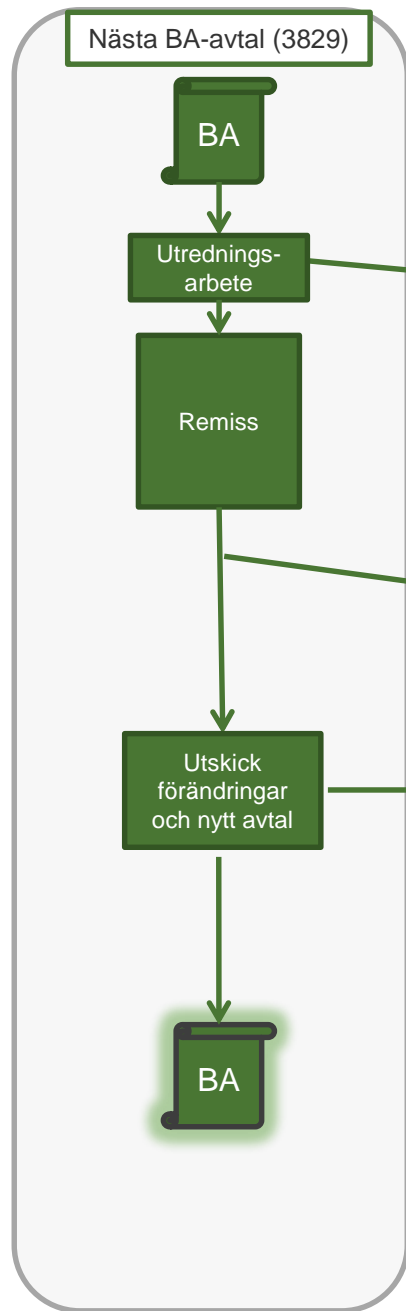 Nästa BA-avtal (3829)
BA
Utrednings-
arbete
Remiss
Utskick
förändringar
och nytt avtal
BA